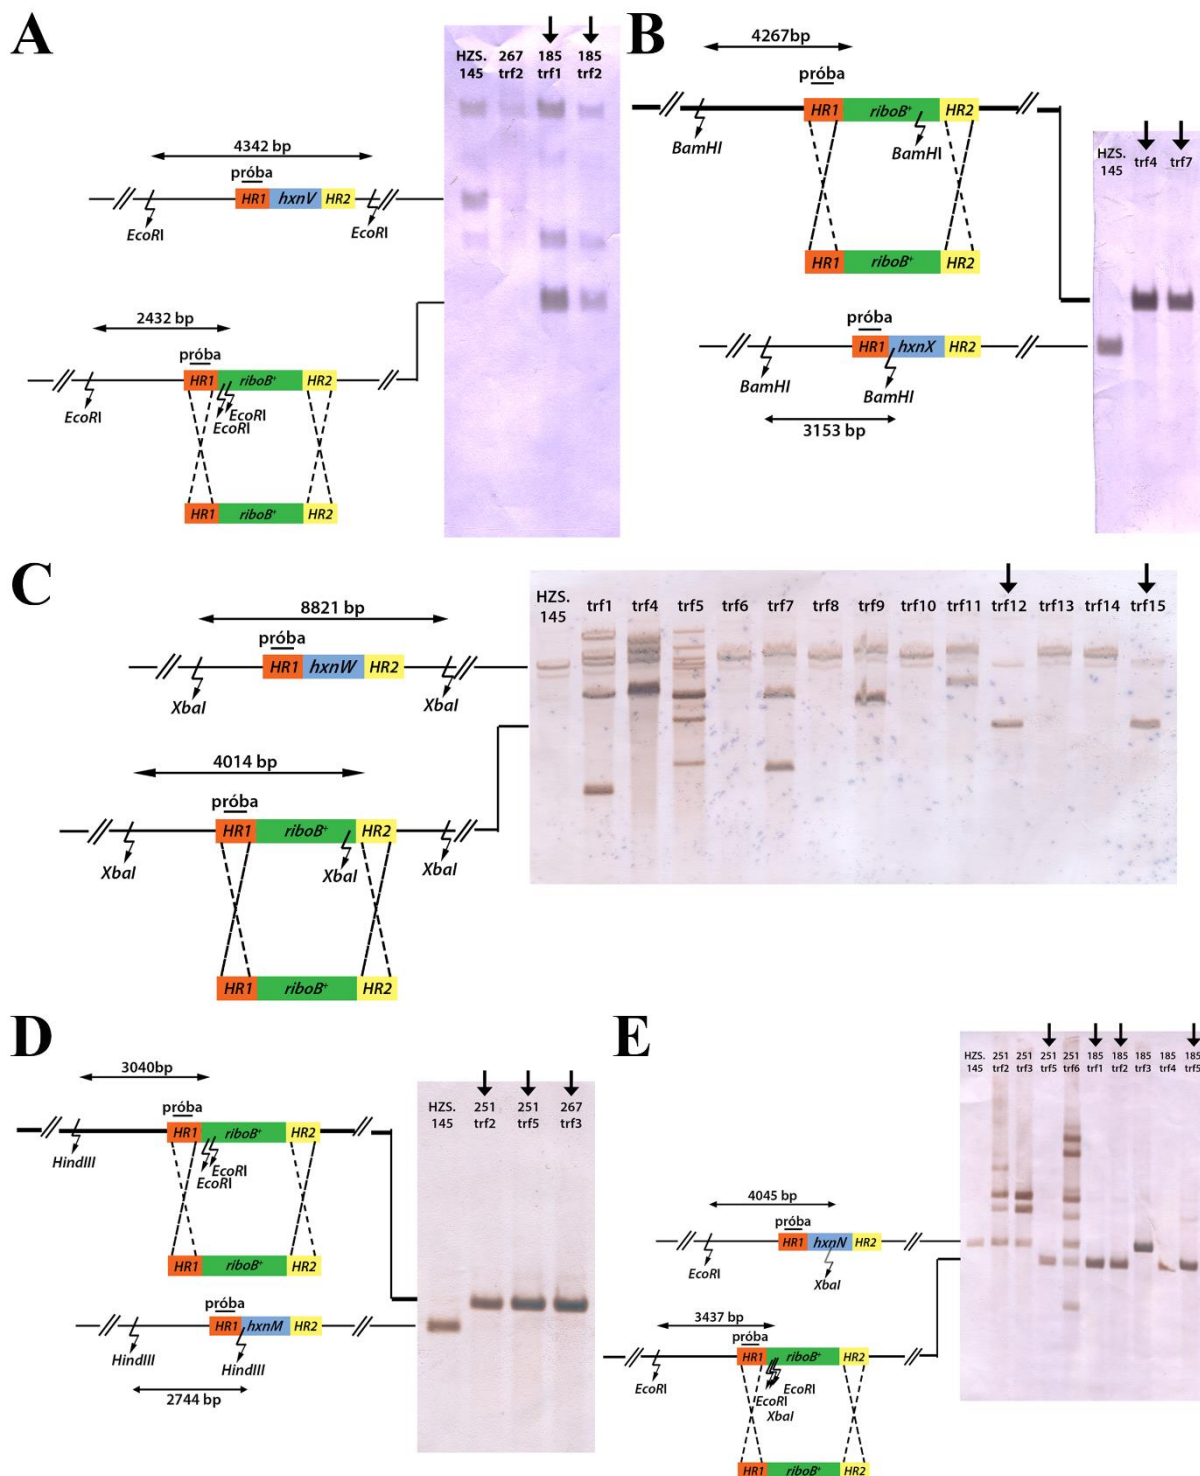 A
HZS. 145
267 trf2
185 trf1
185 trf2
4342 bp
próba
HR1 hxnV HR2
EcoRI
EcoRI
2432 bp
próba
HR1 riboB+ HR2
EcoRI
EcoRI
EcoRI
HR1 riboB+ HR2
B
4267bp
próba
HR1 riboB+ HR2
BamHI
BamHI
HR1 riboB+ HR2
próba
HR1 hxnX HR2
BamHI
BamHI
3153 bp
HZS. 145
trf4
trf7
C
8821 bp
próba
HR1 hxnW HR2
XbaI
XbaI
4014 bp
próba
HR1 riboB+ HR2
XbaI
XbaI
XbaI
HR1 riboB+ HR2
HZS. 145
trf1 trf4 trf5 trf6 trf7 trf8 trf9 trf10 trf11 trf12 trf13 trf14 trf15
D
3040bp
próba
HR1 riboB+ HR2
HindIII
EcoRI
EcoRI
HR1 riboB+ HR2
próba
HR1 hxnM HR2
HindIII
HindIII
2744 bp
HZS. 145
251 trf2
251 trf5
267 trf3
E
HZS. 145
251 trf2
251 trf3
251 trf5
251 trf6
185 trf1
185 trf2
185 trf3
185 trf4
185 trf5
4045 bp
próba
HR1 hxnN HR2
EcoRI
XbaI
3437 bp
próba
HR1 riboB+ HR2
EcoRI
EcoRI
EcoRI
XbaI
HR1 riboB+ HR2